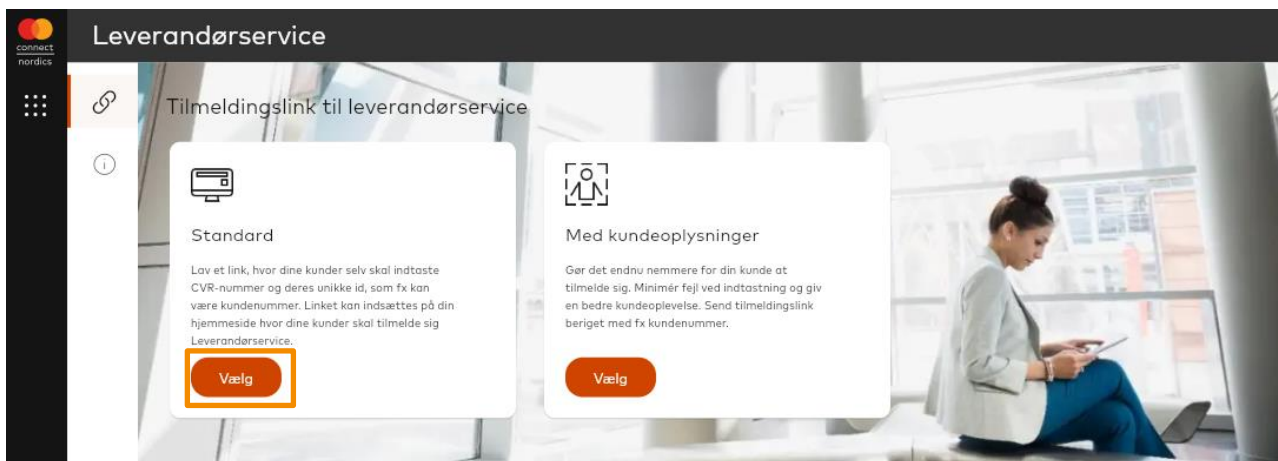 connect
nordics
Leverandørservice
Tilmeldingslink til leverandørservice
Standard
Lav et link, hvor dine kunder selv skal indtaste
CVR-nummer og deres unikke id, som fx kan
være kundenummer. Linket kan indsættes på din
hjemmeside hvor dine kunder skal tilmelde sig
Leverandørservice.
Vælg
Med kundeoplysninger
Gør det endnu nemmere for din kunde at
tilmelde sig. Minimér fejl ved indtastning og giv
en bedre kundeoplevelse. Send tilmeldingslink
beriget med fx kundenummer.
Vælg